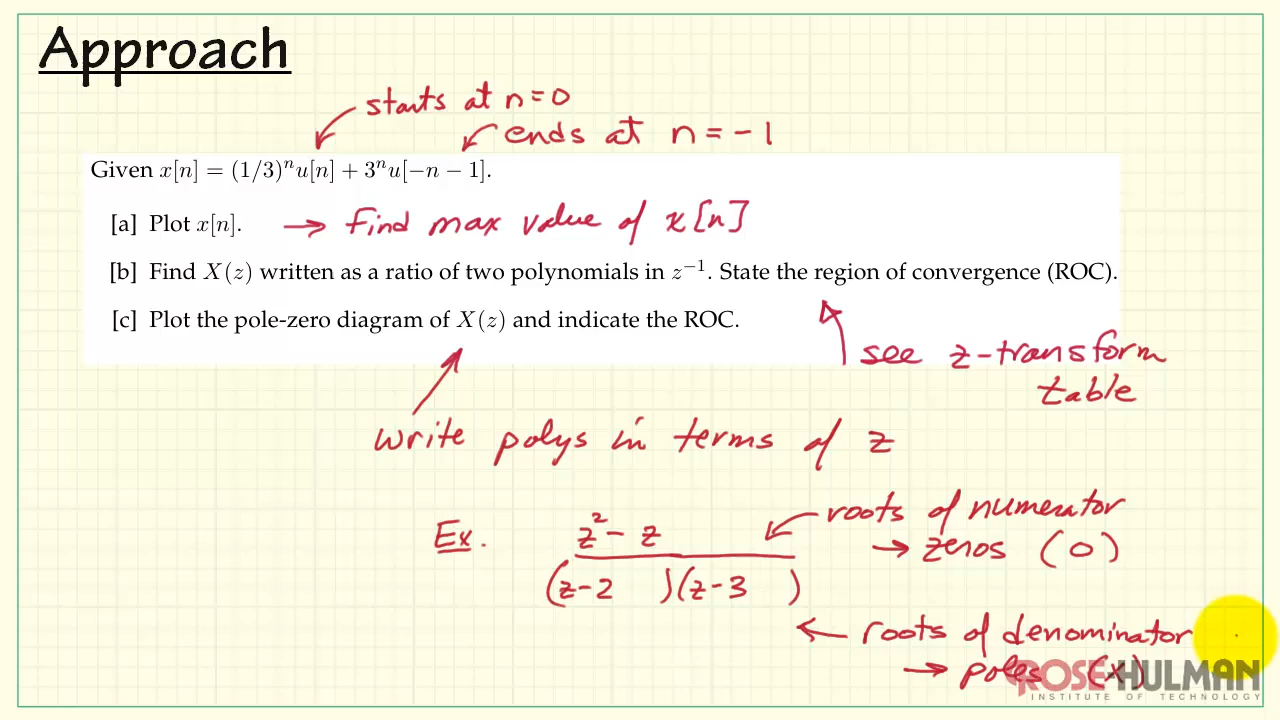 Approach
starts at n=0
ends at n = -1
Given x[n] = (1/3)ⁿu[n] + 3ⁿu[−n − 1].
[a] Plot x[n]. → find max value of x[n]
[b] Find X(z) written as a ratio of two polynomials in z⁻¹. State the region of convergence (ROC).
[c] Plot the pole-zero diagram of X(z) and indicate the ROC.
see z-transform
table
write polys in terms of z
roots of numerator
→ zeros (O)
Ex. z² - z
(z-2 )(z-3 )
← roots of denominator
→ poles (x)
ROSE-HULMAN
INSTITUTE OF TECHNOLOGY